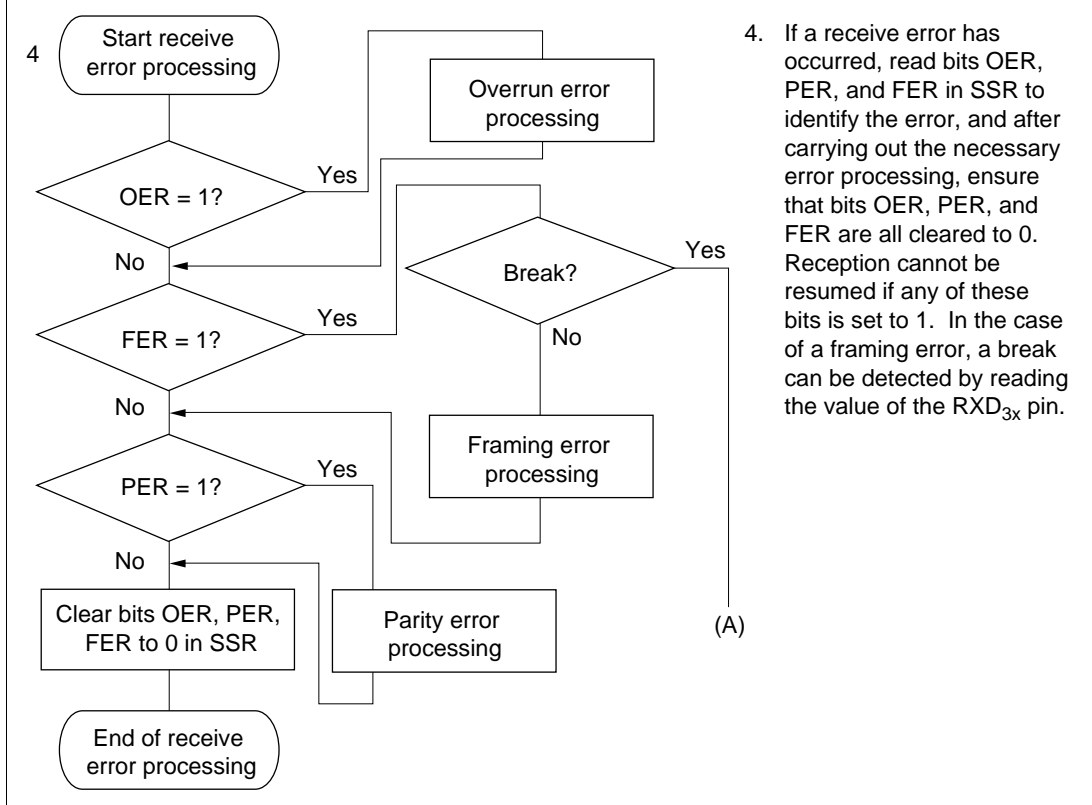 4
Start receive
error processing
Overrun error
processing
OER = 1?
Yes
No
Break?
Yes
No
FER = 1?
Yes
No
Framing error
processing
PER = 1?
Yes
No
Clear bits OER, PER,
FER to 0 in SSR
Parity error
processing
(A)
End of receive
error processing
4. If a receive error has
occurred, read bits OER,
PER, and FER in SSR to
identify the error, and after
carrying out the necessary
error processing, ensure
that bits OER, PER, and
FER are all cleared to 0.
Reception cannot be
resumed if any of these
bits is set to 1. In the case
of a framing error, a break
can be detected by reading
the value of the RXD3x pin.